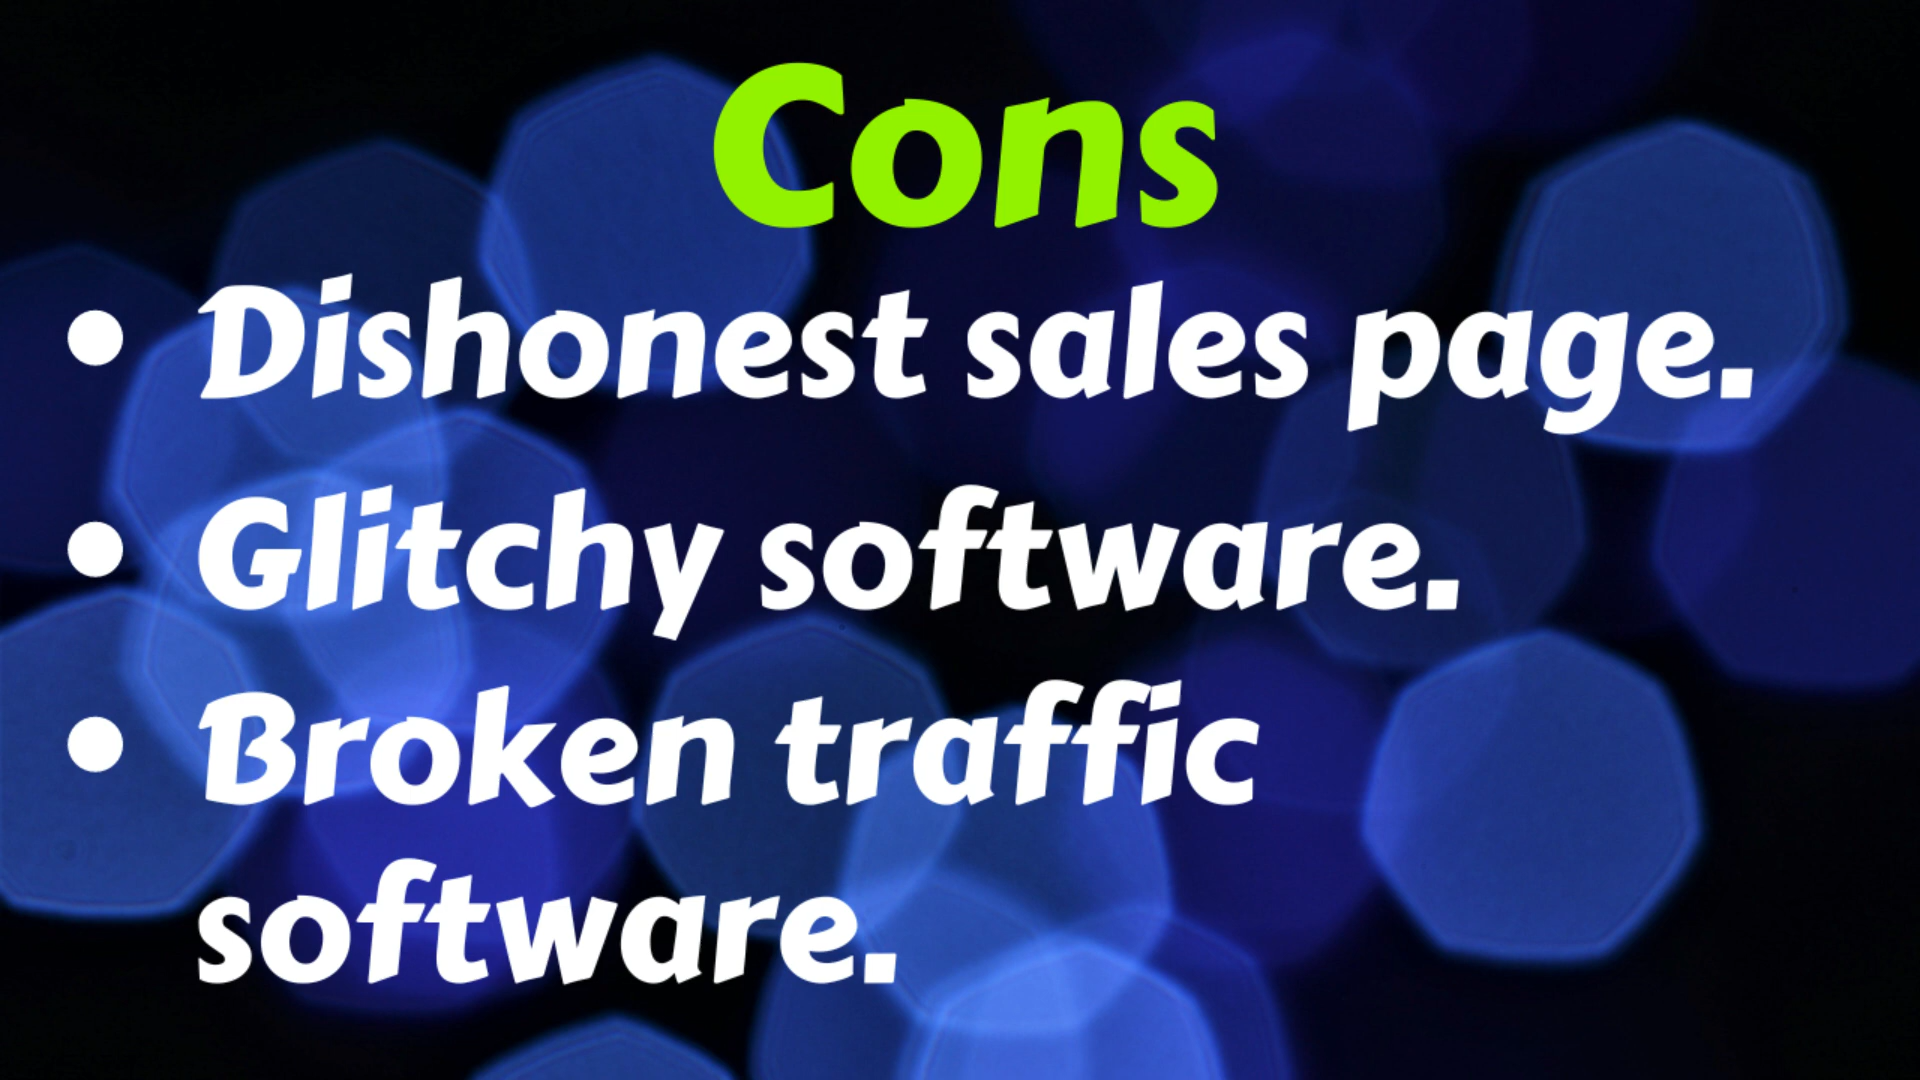 Cons
• Dishonest sales page.
• Glitchy software.
• Broken traffic
software.